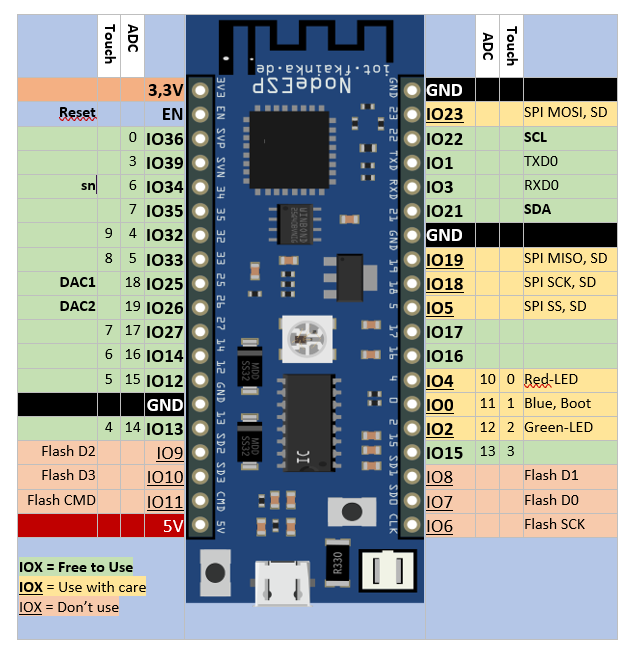 Touch ADC ADC Touch
iot.fkainka.de
NodeESP
3,3V 3V3 GND GND
Reset EN EN 23 IO23 SPI MOSI, SD
0 IO36 SVP 22 IO22 SCL
3 IO39 SVN TXD IO1 TXD0
sn 6 IO34 34 RXD IO3 RXD0
7 IO35 35 21 IO21 SDA
9 4 IO32 32 GND GND
8 5 IO33 33 19 IO19 SPI MISO, SD
DAC1 18 IO25 25 18 IO18 SPI SCK, SD
DAC2 19 IO26 26 5 IO5 SPI SS, SD
7 17 IO27 27 17 IO17
6 16 IO14 14 16 IO16
5 15 IO12 12 4 IO4 10 0 Red-LED
GND GND 0 IO0 11 1 Blue, Boot
4 14 IO13 13 2 IO2 12 2 Green-LED
Flash D2 IO9 SD2 15 IO15 13 3
Flash D3 IO10 SD3 SD1 IO8 Flash D1
Flash CMD IO11 CMD SD0 IO7 Flash D0
5V 5V CLK IO6 Flash SCK
WINBOND
MDD
SS32
MDD
SS32
IC
R330
IOX = Free to Use
IOX = Use with care
IOX = Don't use